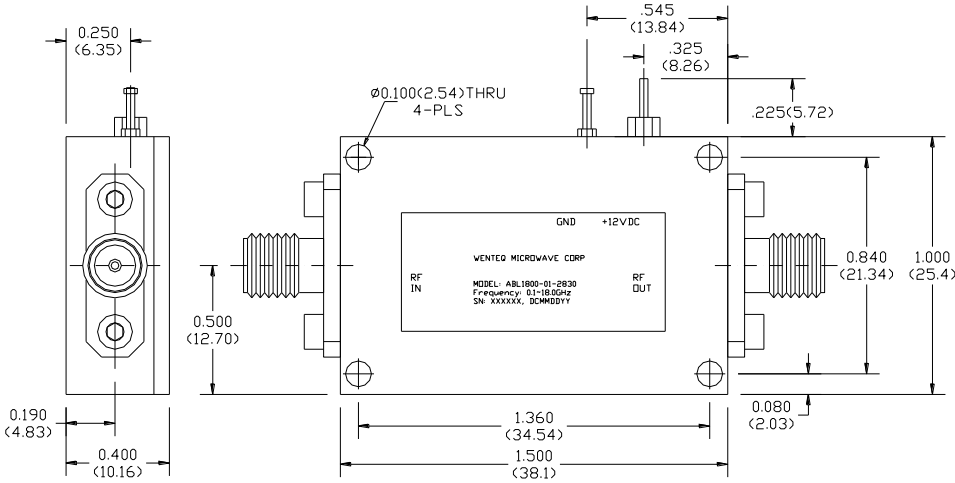 0.250
(6.35)
.545
(13.84)
.325
(8.26)
Ø0.100(2.54)THRU
4-PLS
.225(5.72)
GND +12VDC
WENTEQ MICROWAVE CORP
RF
IN
MODEL: ABL1800-01-2830
Frequency: 0.1~18.0GHz
SN: XXXXXX, DCMMDDYY
RF
OUT
0.840
(21.34)
1.000
(25.4)
0.500
(12.70)
0.190
(4.83)
0.400
(10.16)
1.360
(34.54)
1.500
(38.1)
0.080
(2.03)